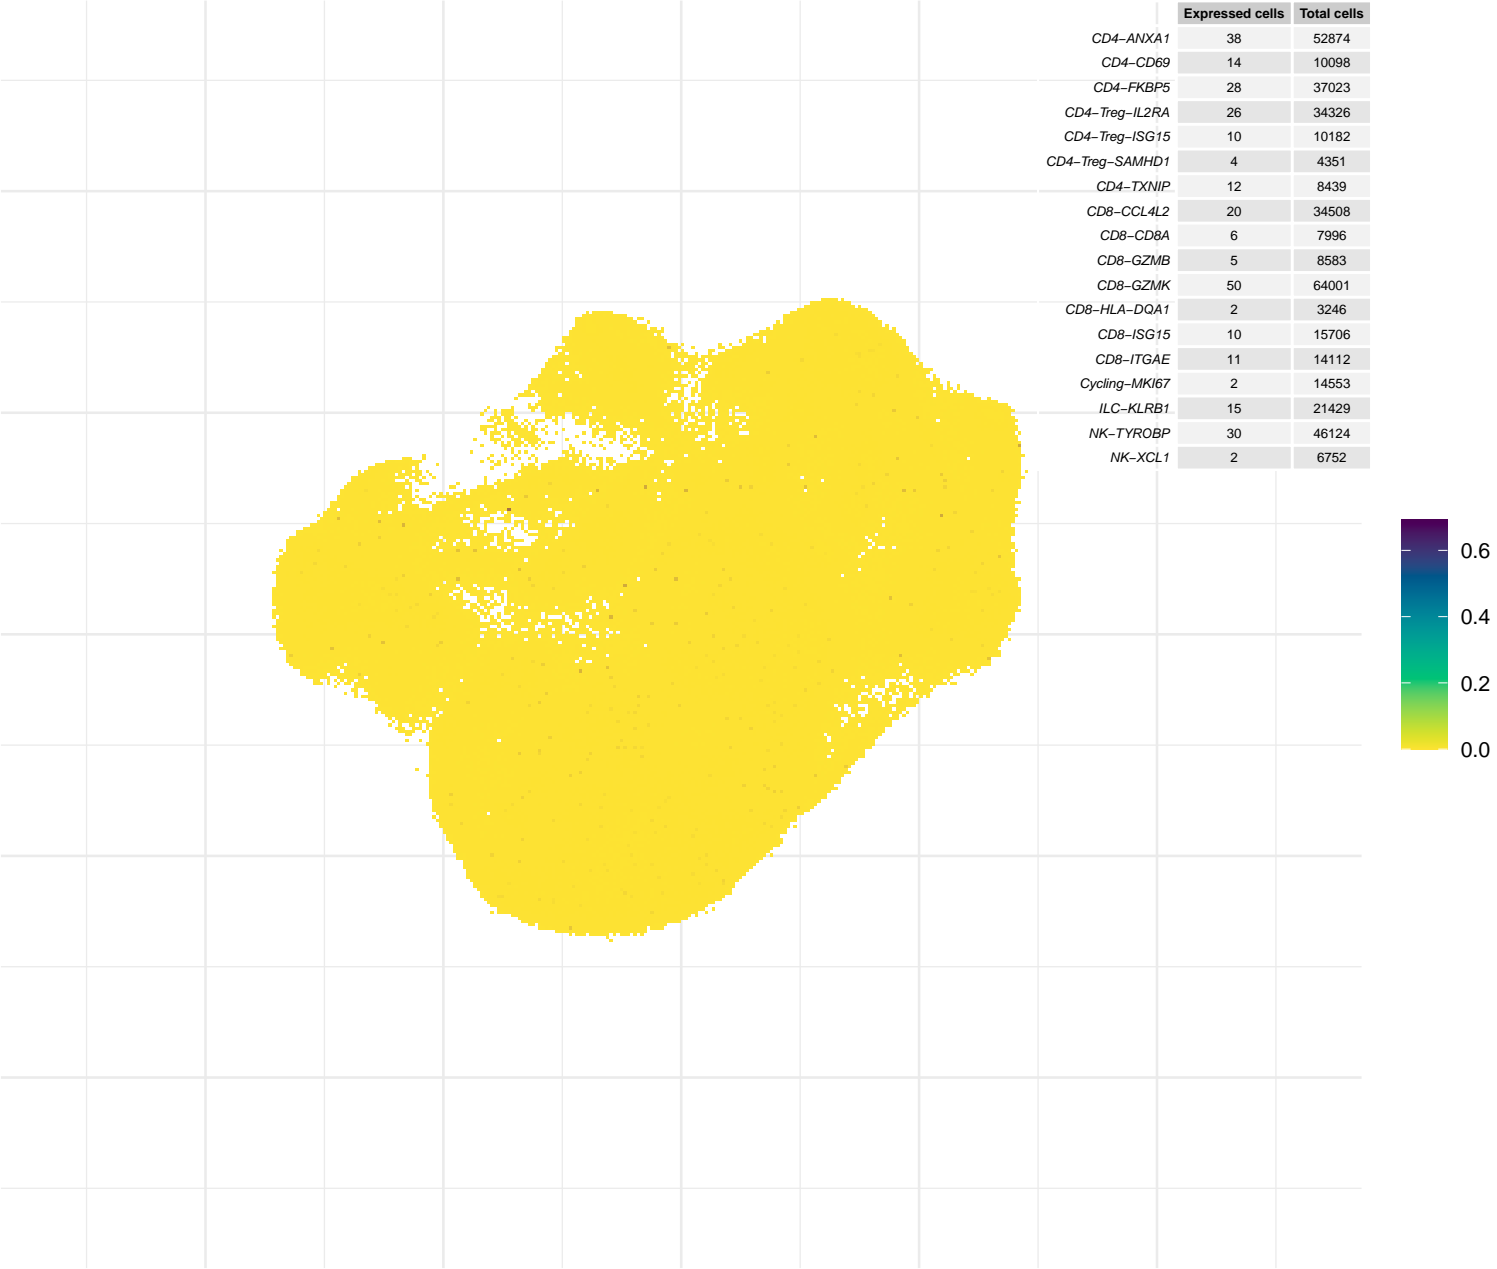 Expressed cells Total cells
CD4−ANXA1 38 52874
CD4−CD69 14 10098
CD4−FKBP5 28 37023
CD4−Treg−IL2RA 26 34326
CD4−Treg−ISG15 10 10182
CD4−Treg−SAMHD1 4 4351
CD4−TXNIP 12 8439
CD8−CCL4L2 20 34508
CD8−CD8A 6 7996
CD8−GZMB 5 8583
CD8−GZMK 50 64001
CD8−HLA−DQA1 2 3246
CD8−ISG15 10 15706
CD8−ITGAE 11 14112
Cycling−MKI67 2 14553
ILC−KLRB1 15 21429
NK−TYROBP 30 46124
NK−XCL1 2 6752
0.6
0.4
0.2
0.0